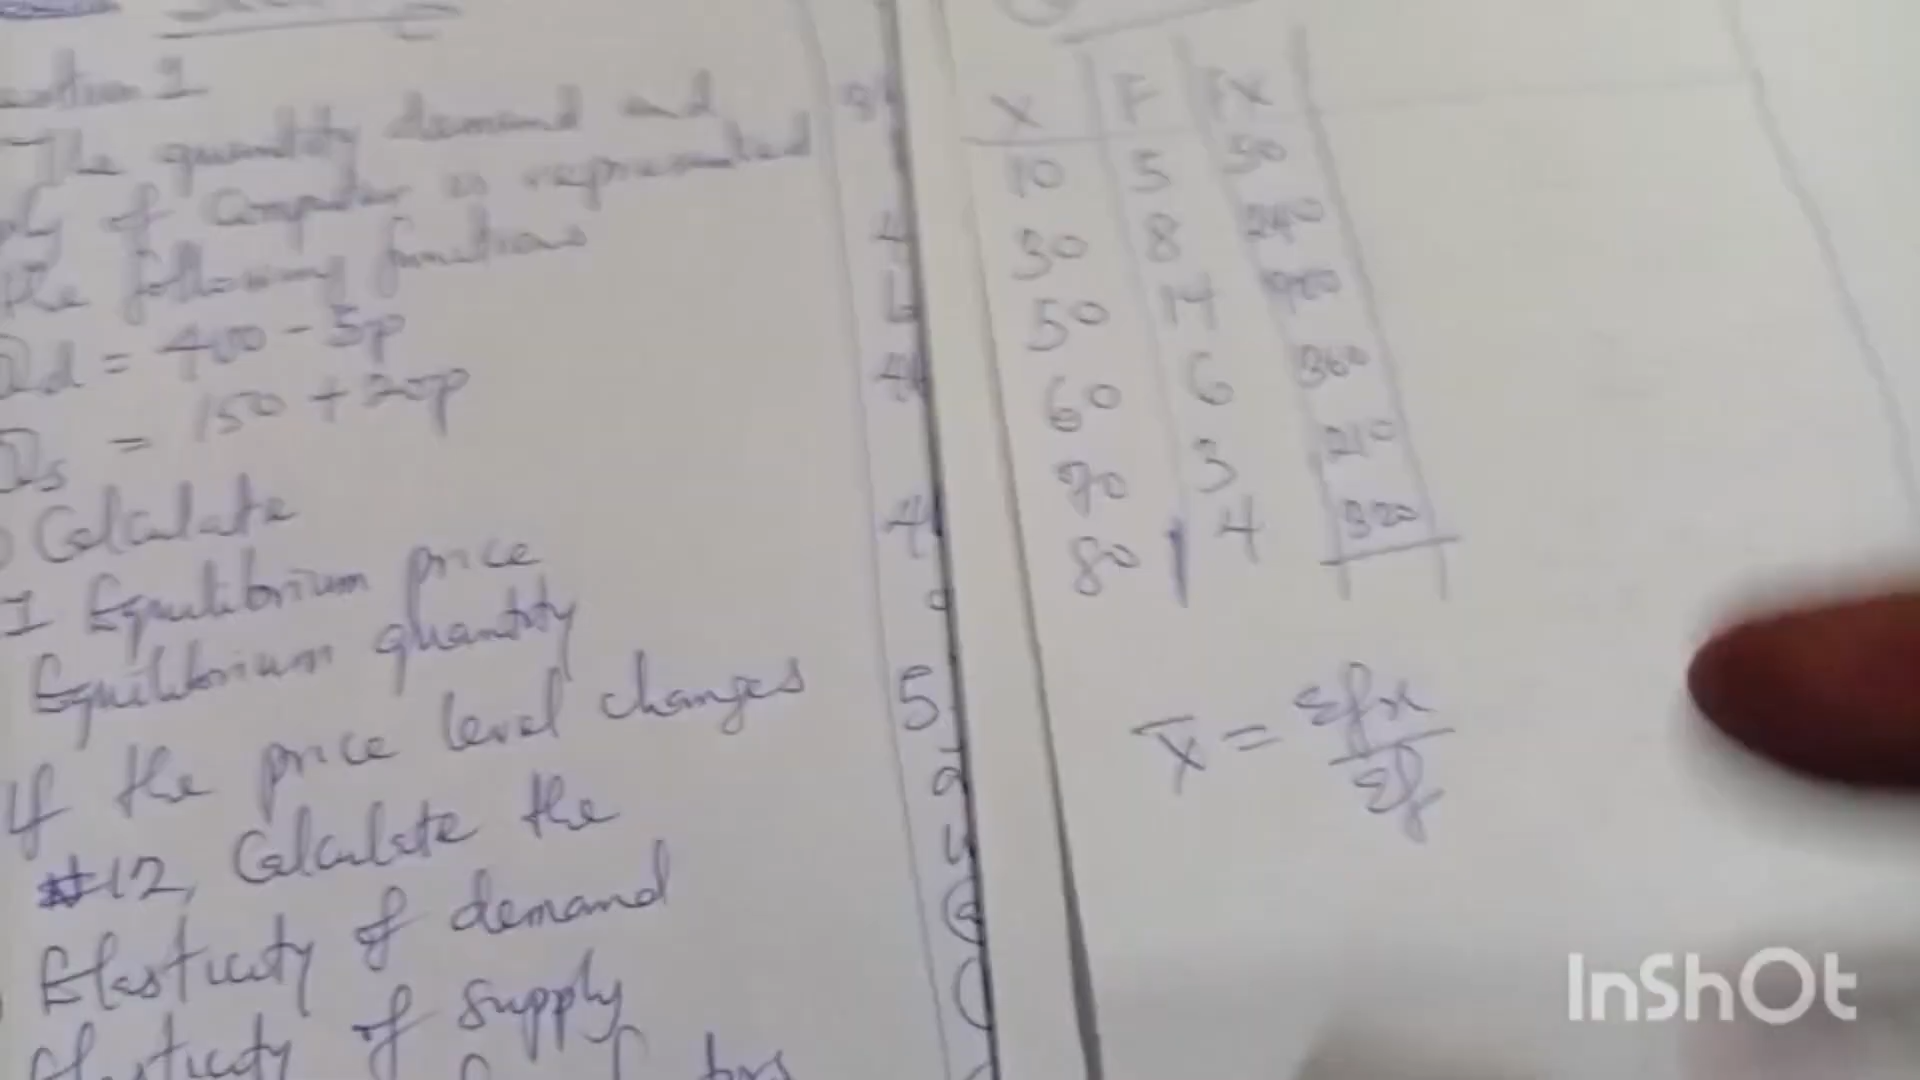 The quantity demand and
of Computer is represented
the following functions
Qd = 400 - 5p
Qs = 150 + 20p
Calculate
I Equilibrium price
Equilibrium quantity
If the price level changes
#12, Calculate the
Elasticity of demand
Elasticity of supply
X F FX
10 5 50
30 8 240
50 14 700
60 6 360
70 3 210
80 4 320
X̄ = Σfx / Σf
InShOt